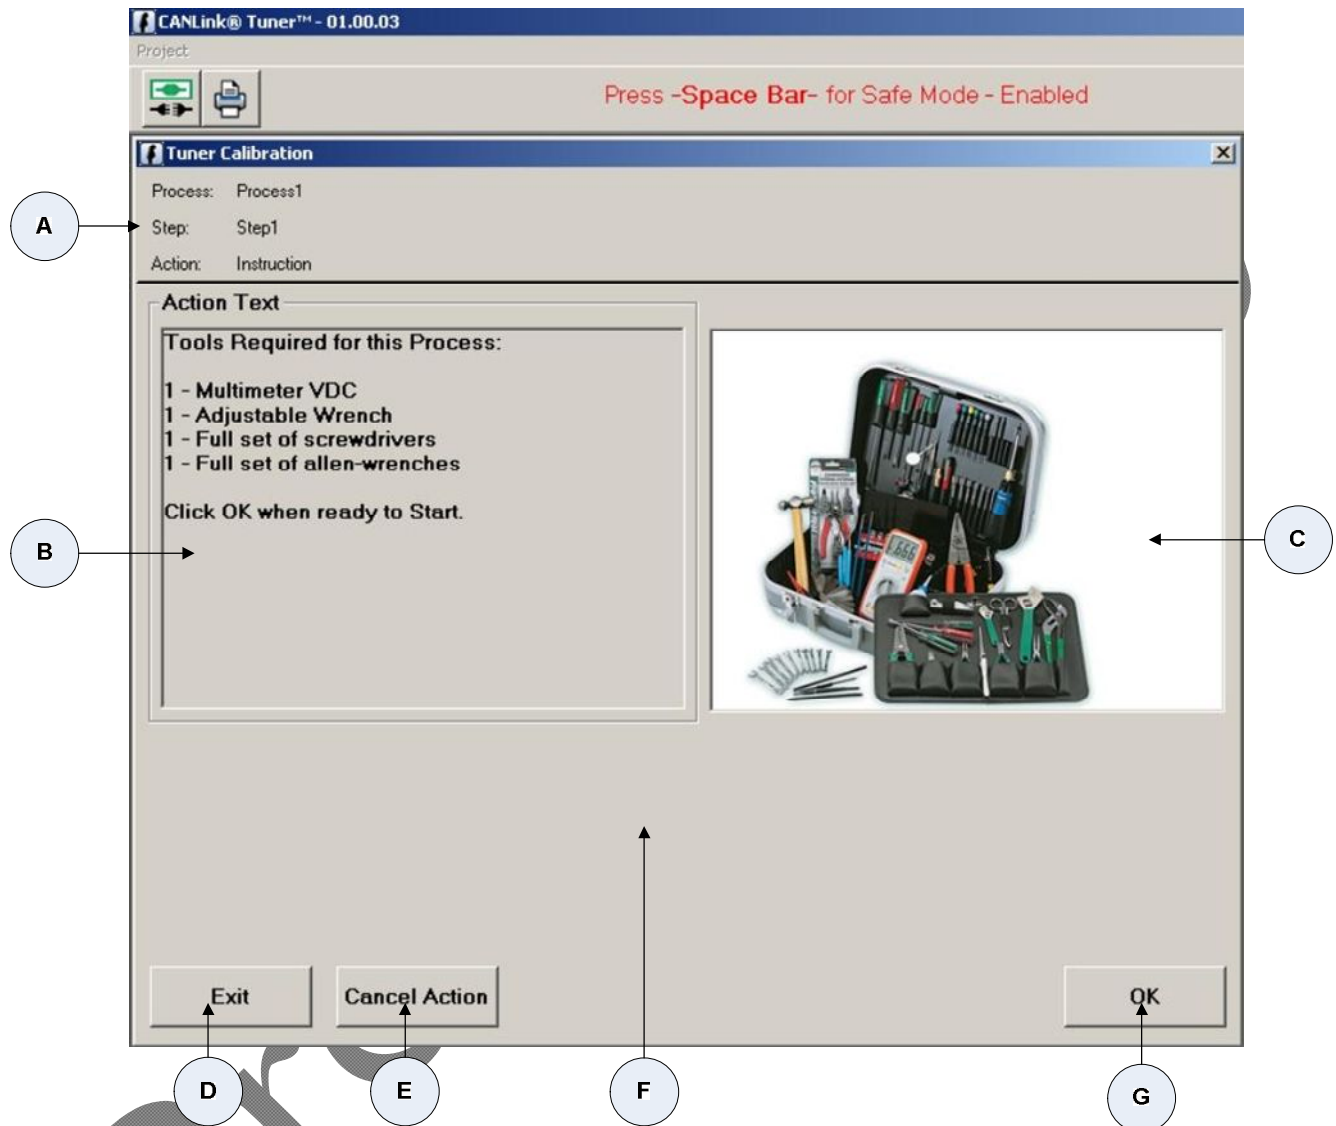 CANLink® Tuner™ - 01.00.03
Project
Press -Space Bar- for Safe Mode - Enabled
Tuner Calibration
Process: Process1
A
Step: Step1
Action: Instruction
Action Text
Tools Required for this Process:
1 - Multimeter VDC
1 - Adjustable Wrench
1 - Full set of screwdrivers
1 - Full set of allen-wrenches
Click OK when ready to Start.
B
C
Exit
Cancel Action
OK
D
E
F
G